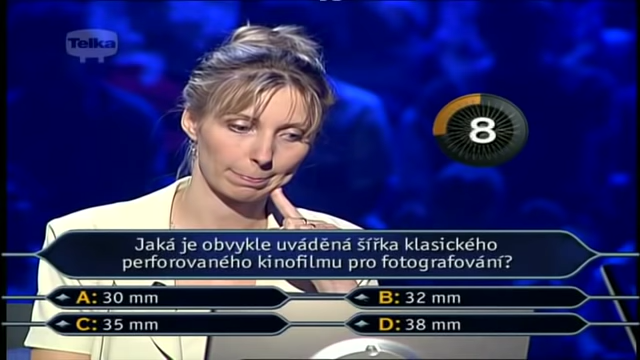 Telka
8
Jaká je obvykle uváděná šířka klasického
perforovaného kinofilmu pro fotografování?
A: 30 mm
B: 32 mm
C: 35 mm
D: 38 mm